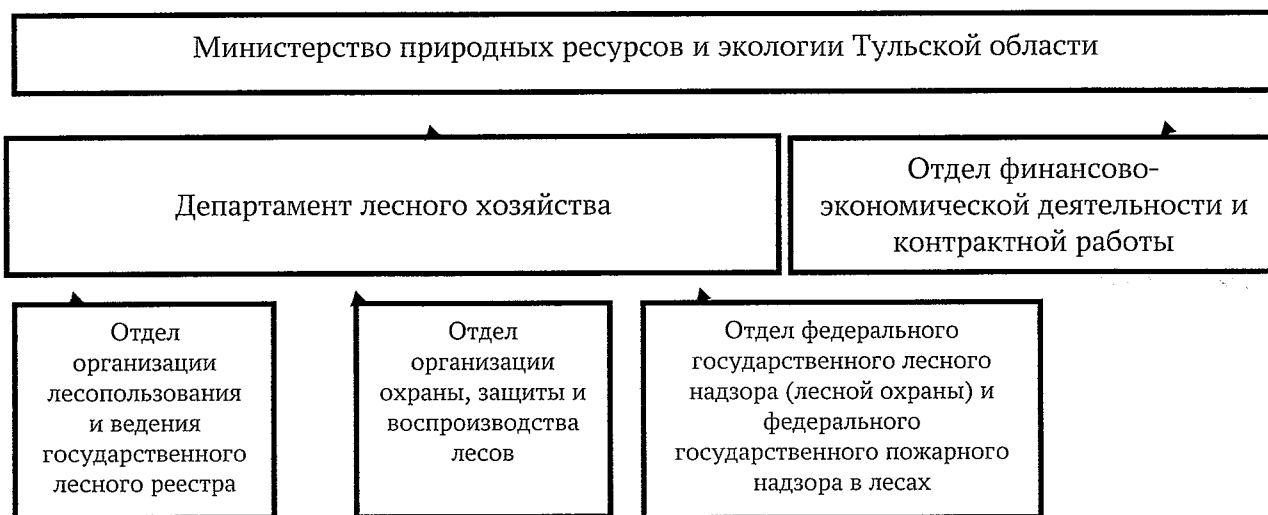 Министерство природных ресурсов и экологии Тульской области
Департамент лесного хозяйства
Отдел финансово-
экономической деятельности и
контрактной работы
Отдел
организации
лесопользования
и ведения
государственного
лесного реестра
Отдел
организации
охраны, защиты и
воспроизводства
лесов
Отдел федерального
государственного лесного
надзора (лесной охраны) и
федерального
государственного пожарного
надзора в лесах